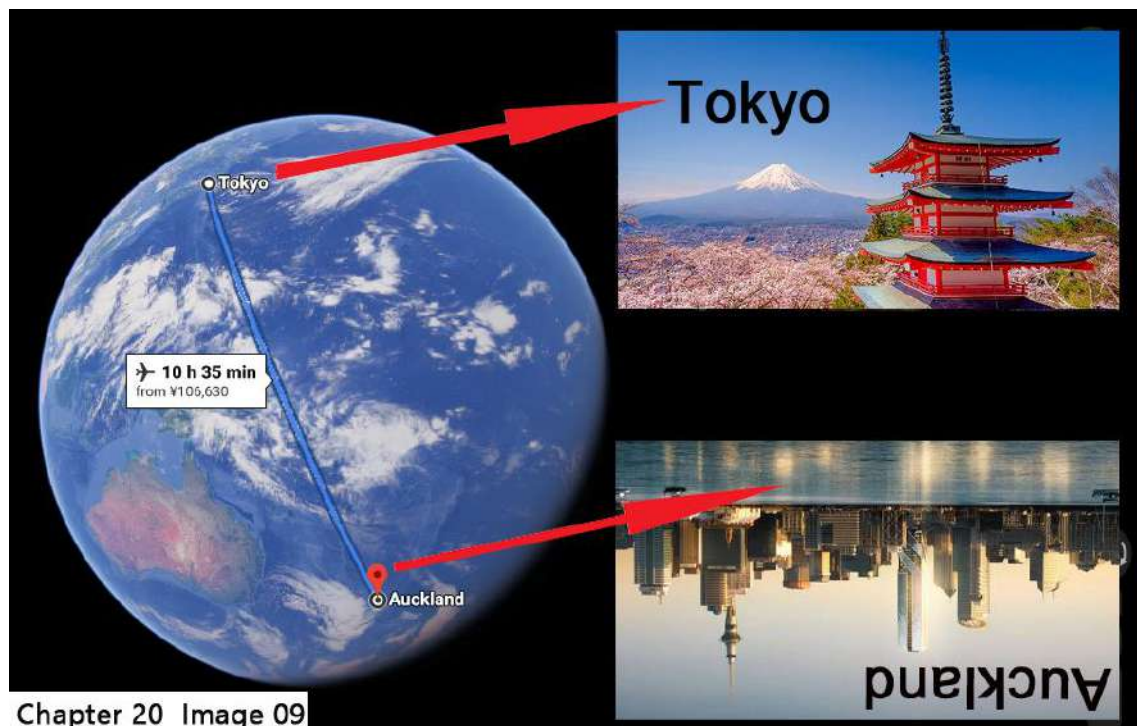 Tokyo
Tokyo
10 h 35 min
from ¥106,630
Auckland
Auckland
Chapter 20 Image 09